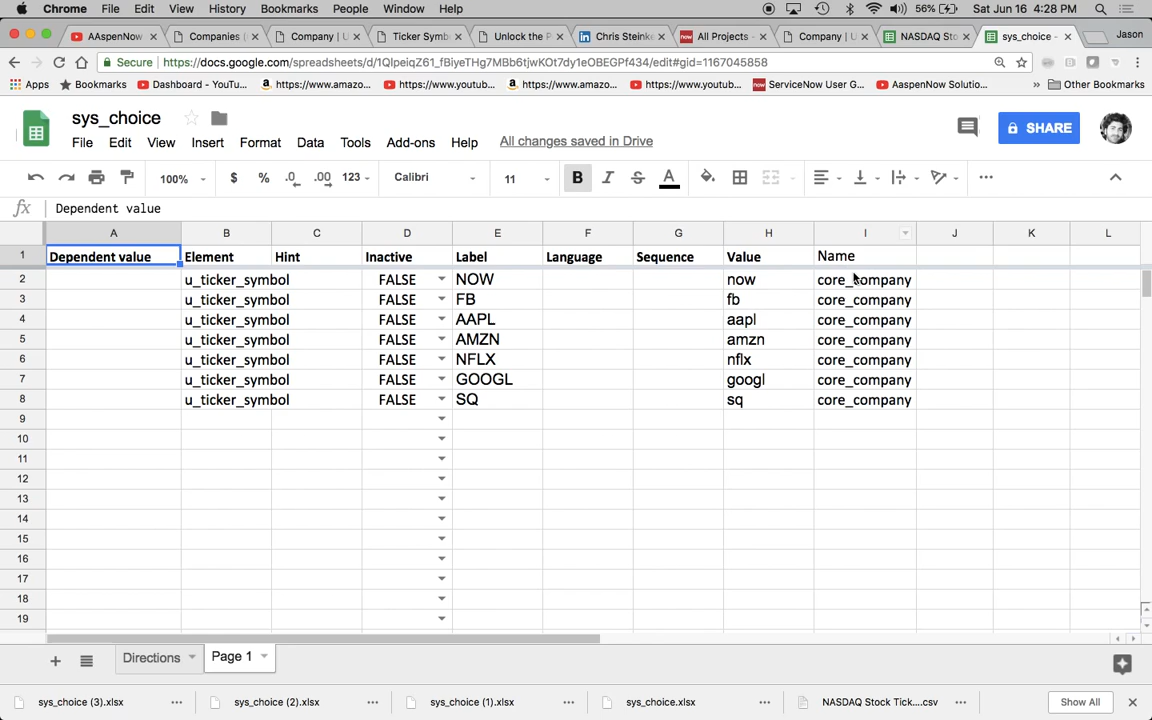 Chrome File Edit View History Bookmarks People Window Help 56% Sat Jun 16 4:28 PM
AAspenNow Companies ( Company | U Ticker Symb Unlock the P Chris Steinke All Projects - Company | U NASDAQ Sto sys_choice - Jason
Secure https://docs.google.com/spreadsheets/d/1QlpeiqZ61_fBiyeTHg7MBb6tjwKOt7dy1eOBEGPf434/edit#gid=1167045858
Apps Bookmarks Dashboard - YouTu... https://www.amazo... https://www.youtub... https://www.amazo... https://www.youtub... ServiceNow User G... AaspenNow Solutio... » Other Bookmarks
sys_choice
SHARE
File Edit View Insert Format Data Tools Add-ons Help All changes saved in Drive
100% $ % .0 .00 123 Calibri 11 B I S A
fx Dependent value
A B C D E F G H I J K L
1 Dependent value Element Hint Inactive Label Language Sequence Value Name
2 u_ticker_symbol FALSE NOW now core_company
3 u_ticker_symbol FALSE FB fb core_company
4 u_ticker_symbol FALSE AAPL aapl core_company
5 u_ticker_symbol FALSE AMZN amzn core_company
6 u_ticker_symbol FALSE NFLX nflx core_company
7 u_ticker_symbol FALSE GOOGL googl core_company
8 u_ticker_symbol FALSE SQ sq core_company
9
10
11
12
13
14
15
16
17
18
19
Directions Page 1
sys_choice (3).xlsx sys_choice (2).xlsx sys_choice (1).xlsx sys_choice.xlsx NASDAQ Stock Tick....csv Show All